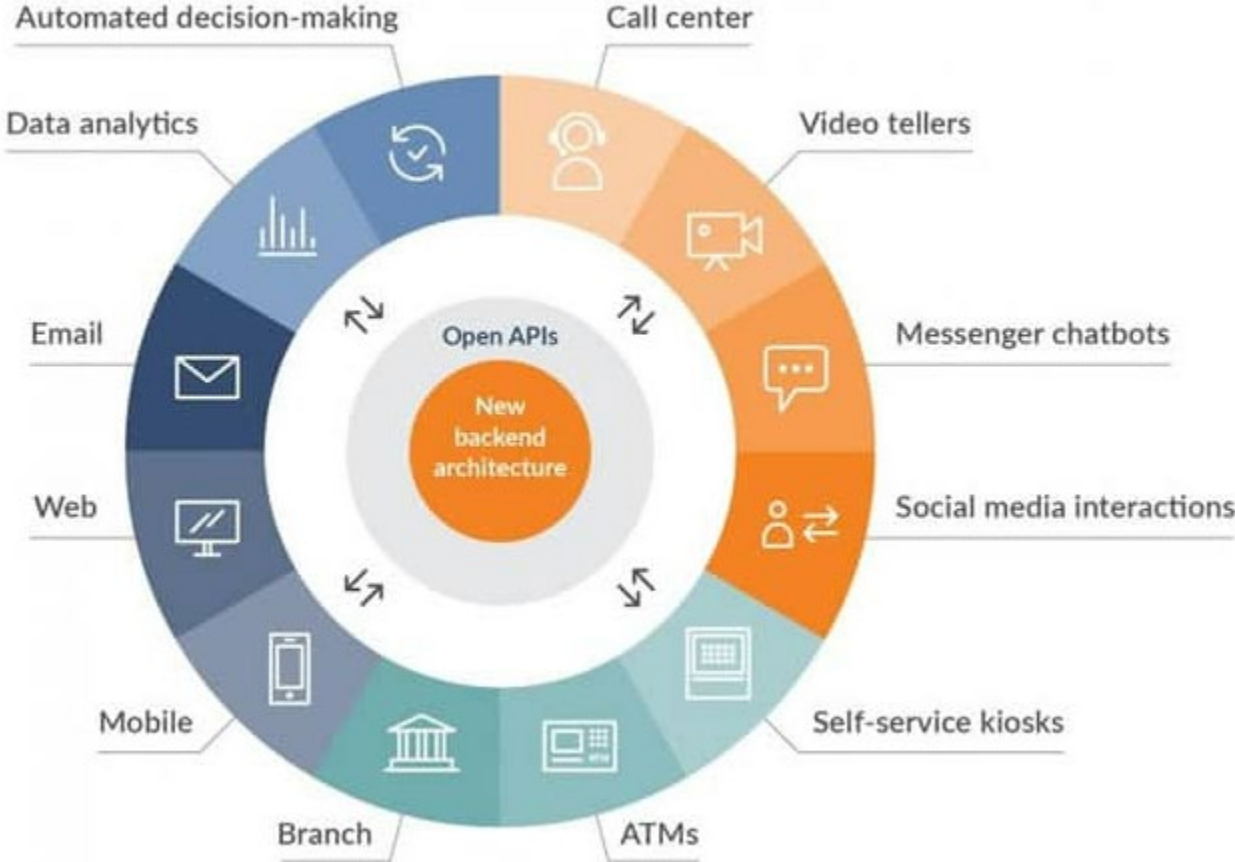 Automated decision-making
Call center
Data analytics
Video tellers
Email
Open APIs
Messenger chatbots
New
backend
architecture
Web
Social media interactions
Mobile
Self-service kiosks
Branch
ATMs